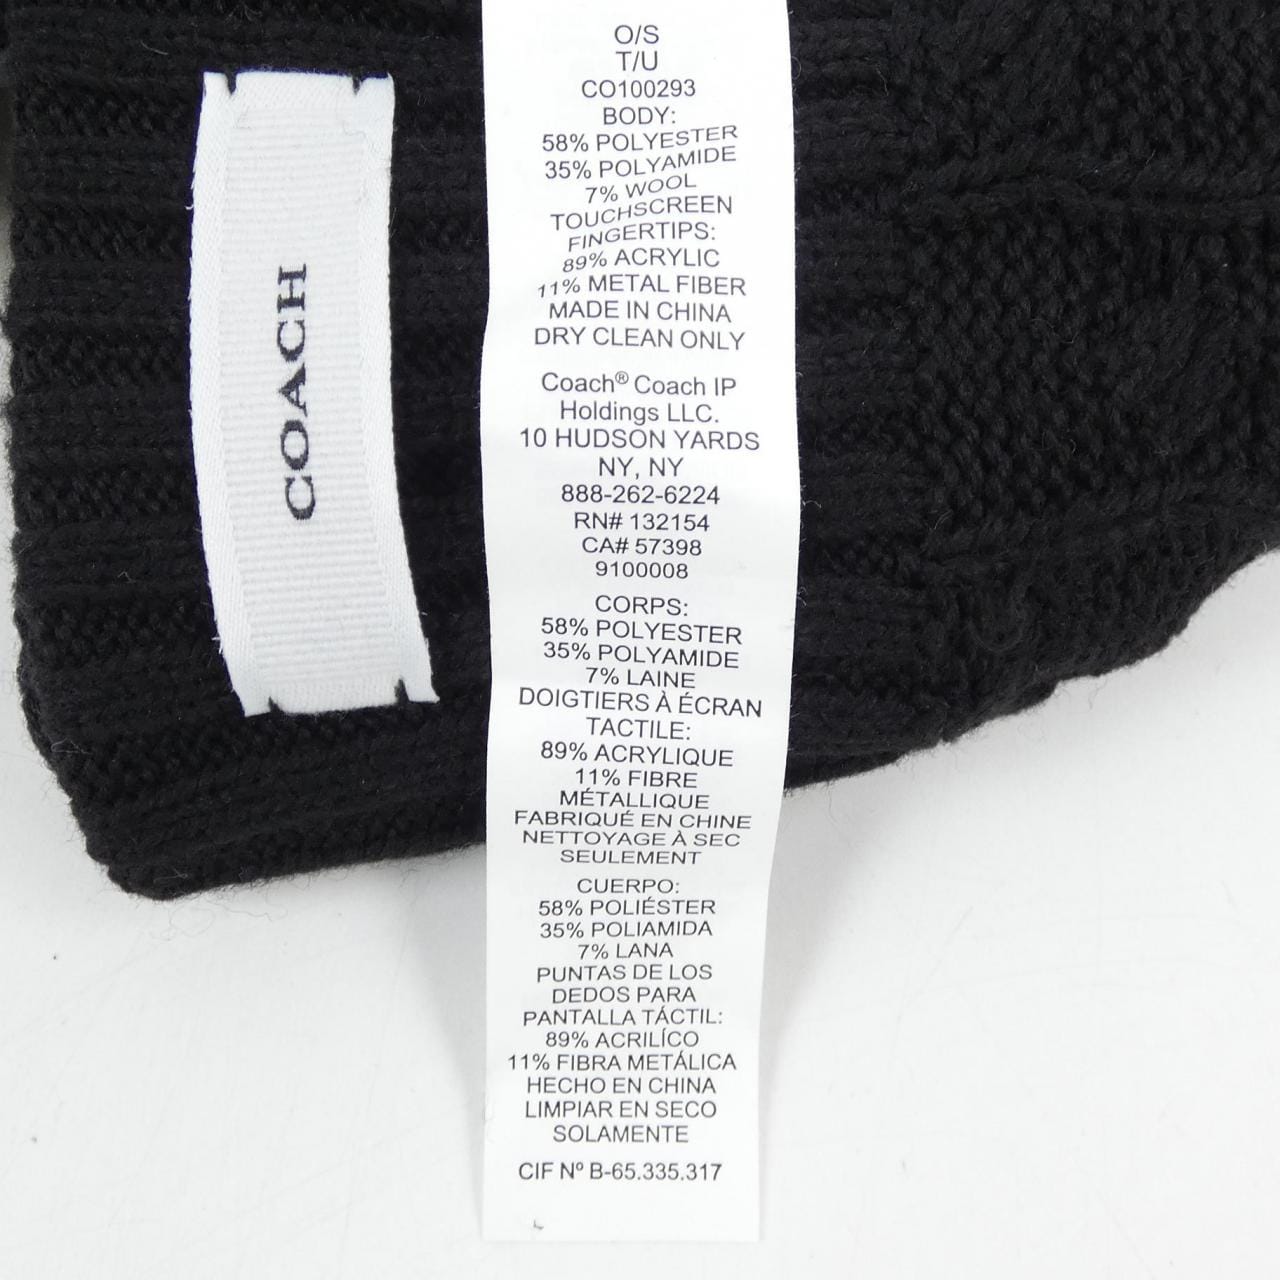 COACH
O/S
T/U
CO100293
BODY:
58% POLYESTER
35% POLYAMIDE
7% WOOL
TOUCHSCREEN
FINGERTIPS:
89% ACRYLIC
11% METAL FIBER
MADE IN CHINA
DRY CLEAN ONLY
Coach® Coach IP
Holdings LLC.
10 HUDSON YARDS
NY, NY
888-262-6224
RN# 132154
CA# 57398
9100008
CORPS:
58% POLYESTER
35% POLYAMIDE
7% LAINE
DOIGTIERS À ÉCRAN
TACTILE:
89% ACRYLIQUE
11% FIBRE
MÉTALLIQUE
FABRIQUÉ EN CHINE
NETTOYAGE À SEC
SEULEMENT
CUERPO:
58% POLIÉSTER
35% POLIAMIDA
7% LANA
PUNTAS DE LOS
DEDOS PARA
PANTALLA TÁCTIL:
89% ACRILÍCO
11% FIBRA METÁLICA
HECHO EN CHINA
LIMPIAR EN SECO
SOLAMENTE
CIF Nº B-65.335.317